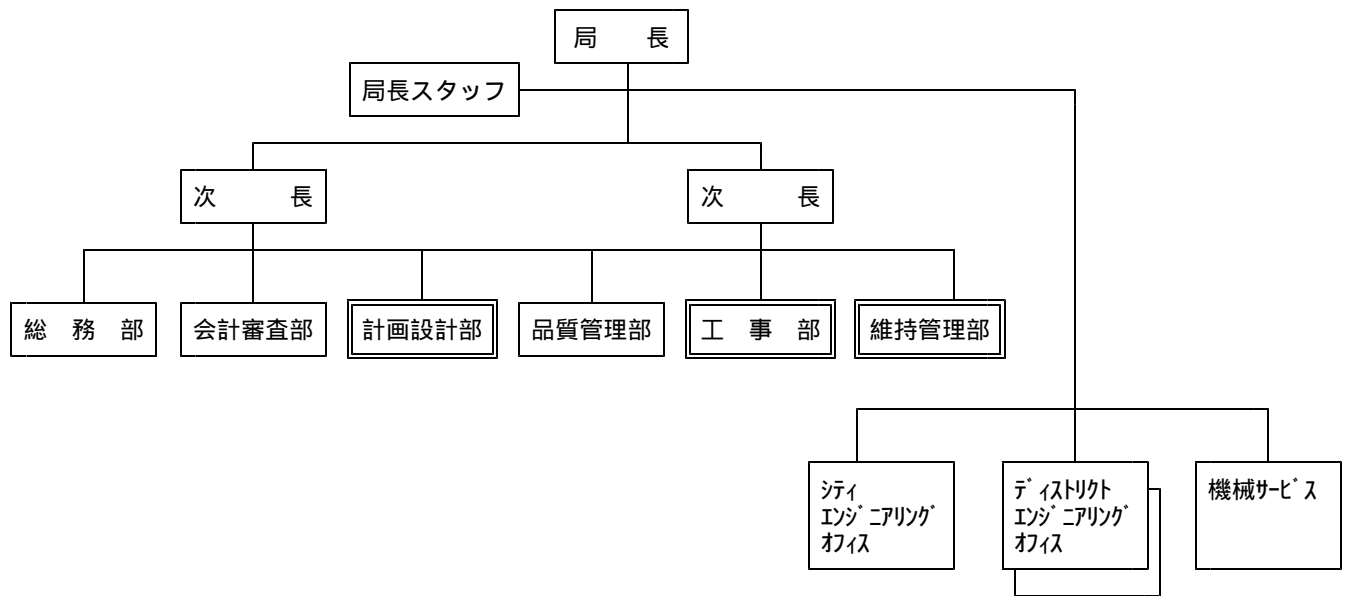 局　　長
局長スタッフ
次　　　長
次　　　長
総　務　部
会計審査部
計画設計部
品質管理部
工　事　部
維持管理部
ｼﾃｨ
ｴﾝｼﾞﾆｱﾘﾝｸﾞ
ｵﾌｨｽ
ﾃﾞｨｽﾄﾘｸﾄ
ｴﾝｼﾞﾆｱﾘﾝｸﾞ
ｵﾌｨｽ
機械ｻｰﾋﾞｽ